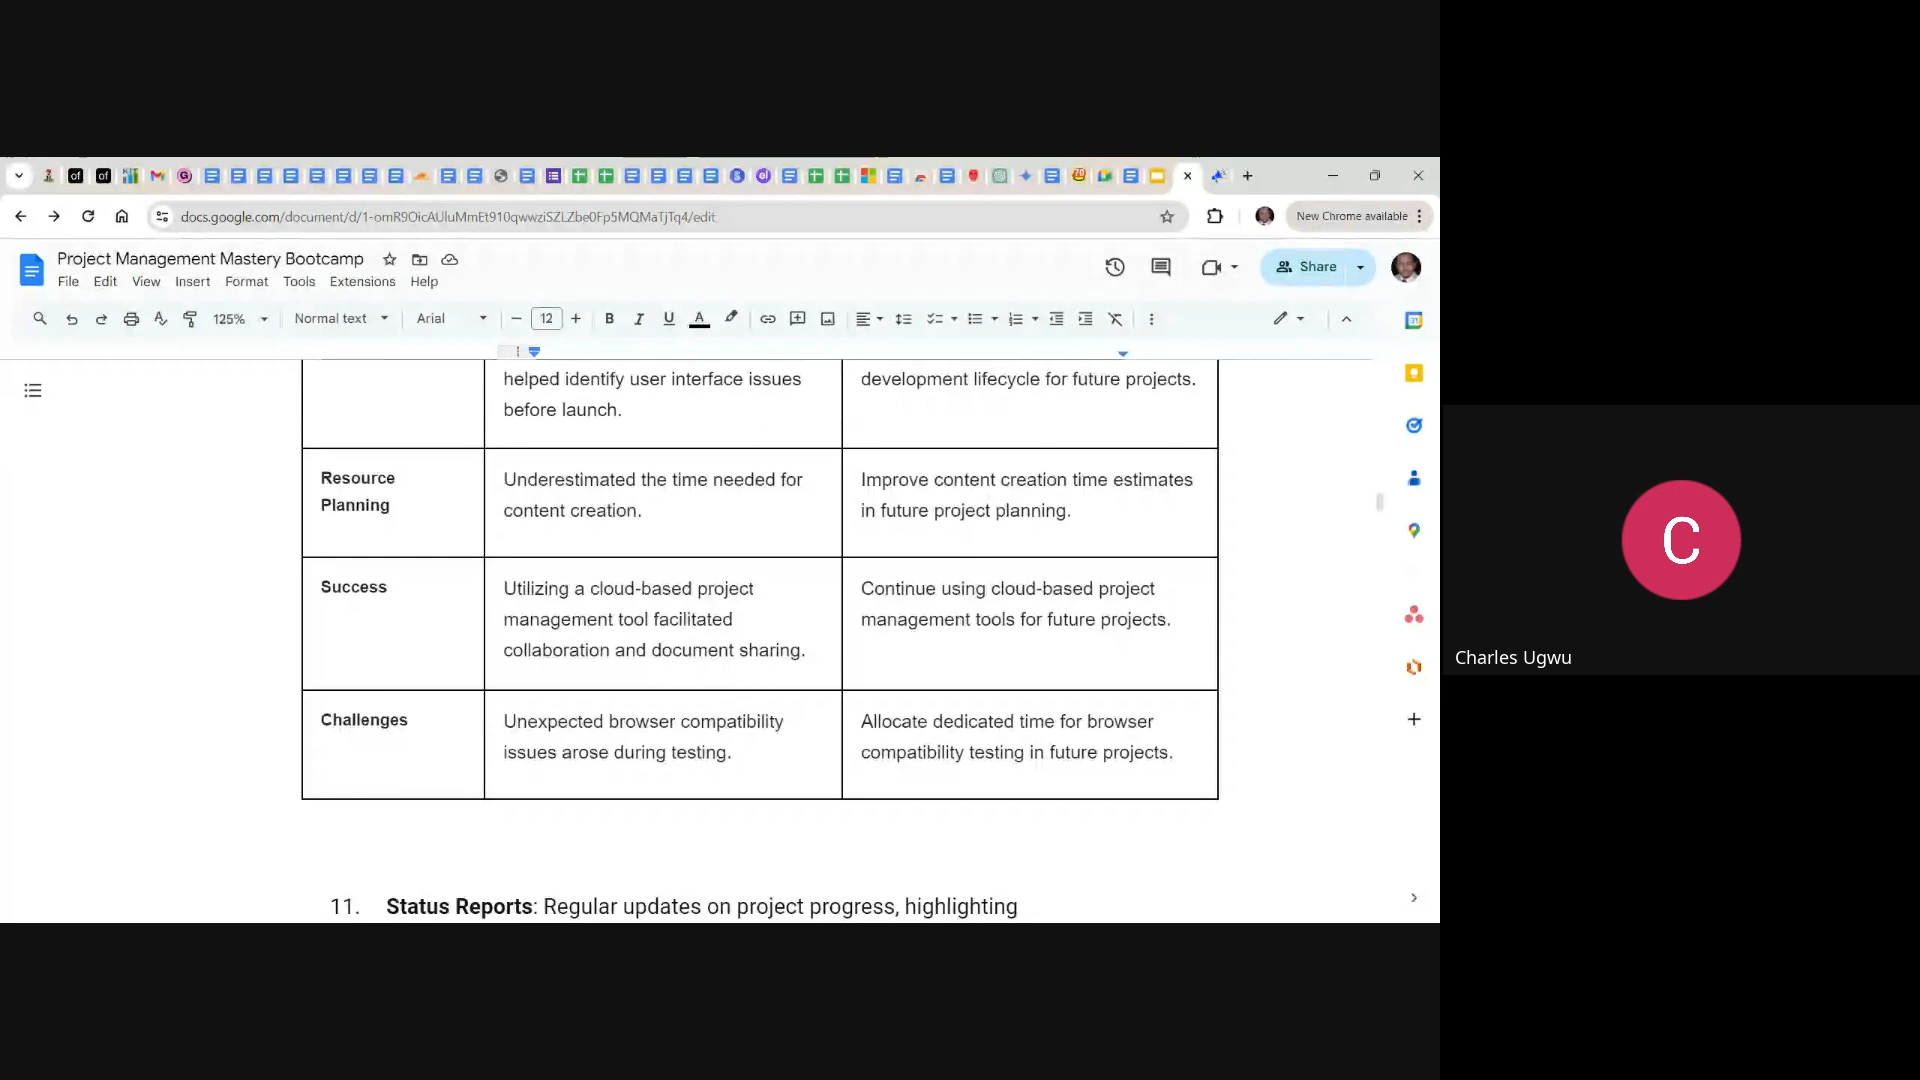 docs.google.com/document/d/1-omR9OicAUluMmEt910qwwziSZLZbe0Fp5MQMaTjTq4/edit
New Chrome available
Project Management Mastery Bootcamp
File Edit View Insert Format Tools Extensions Help
Share
125% Normal text Arial 12
helped identify user interface issues
before launch.
development lifecycle for future projects.
Resource
Planning
Underestimated the time needed for
content creation.
Improve content creation time estimates
in future project planning.
Success
Utilizing a cloud-based project
management tool facilitated
collaboration and document sharing.
Continue using cloud-based project
management tools for future projects.
Challenges
Unexpected browser compatibility
issues arose during testing.
Allocate dedicated time for browser
compatibility testing in future projects.
11. Status Reports: Regular updates on project progress, highlighting
C
Charles Ugwu